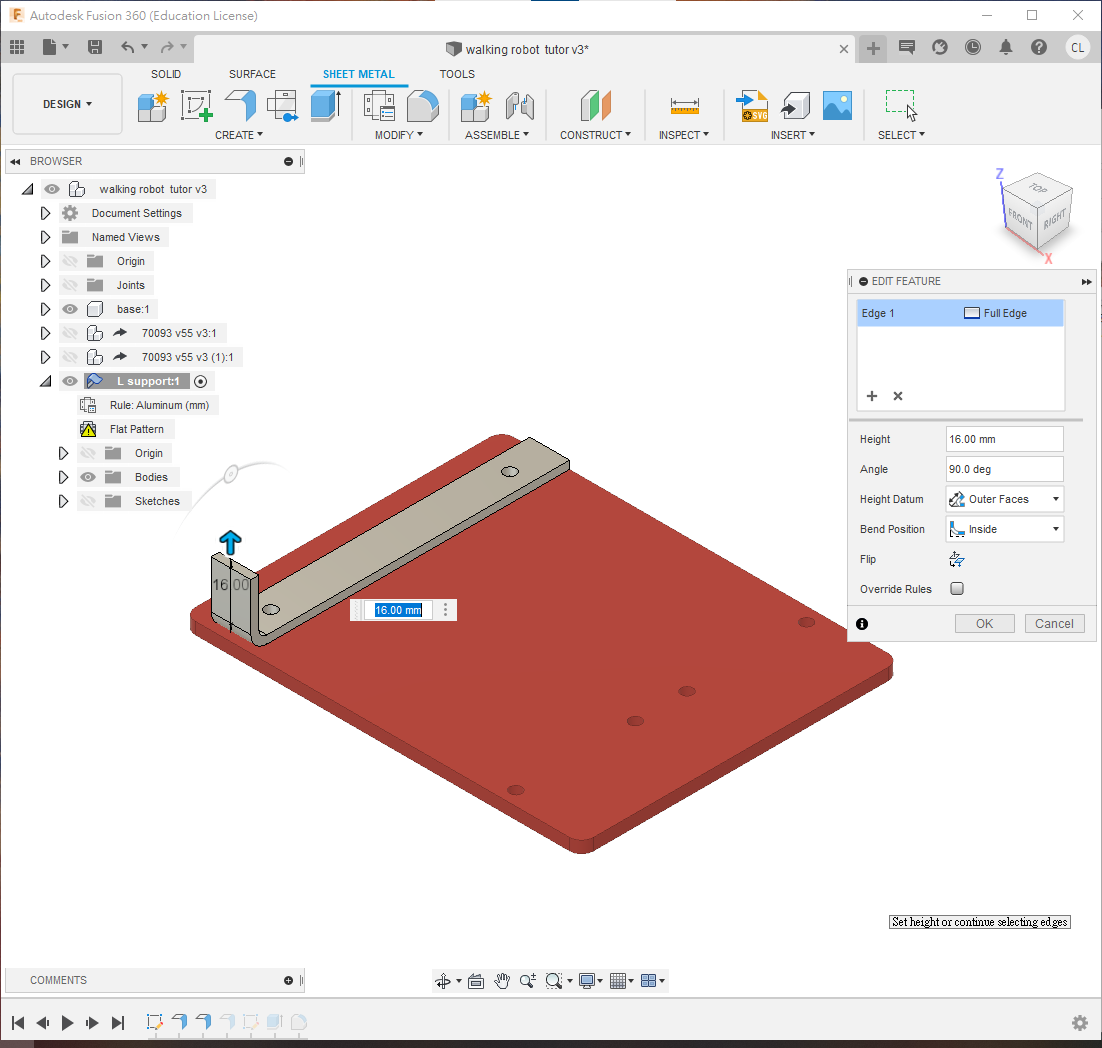 Autodesk Fusion 360 (Education License)
walking robot tutor v3*
CL
DESIGN
SOLID SURFACE SHEET METAL TOOLS
SVG
CREATE MODIFY ASSEMBLE CONSTRUCT INSPECT INSERT SELECT
BROWSER
walking robot tutor v3
Document Settings
Named Views
Origin
Joints
base:1
70093 v55 v3:1
70093 v55 v3 (1):1
L support:1
Rule: Aluminum (mm)
Flat Pattern
Origin
Bodies
Sketches
Z
TOP
FRONT
RIGHT
X
EDIT FEATURE
Edge 1 Full Edge
Height 16.00 mm
Angle 90.0 deg
Height Datum Outer Faces
Bend Position Inside
Flip
Override Rules
OK Cancel
16.00
16.00 mm
Set height or continue selecting edges
COMMENTS